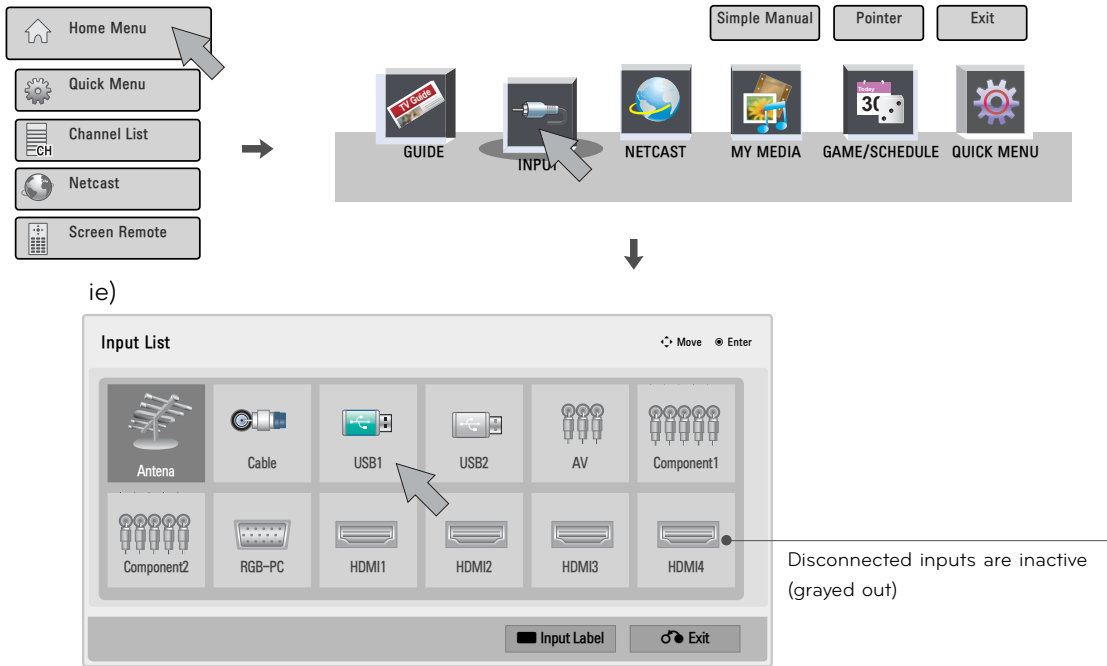 Home Menu
Quick Menu
CH
Channel List
Netcast
Screen Remote
Simple Manual
Pointer
Exit
TV Guide
Today
30
GUIDE
INPUT
NETCAST
MY MEDIA
GAME/SCHEDULE
QUICK MENU
ie)
Input List
Move
Enter
Antena
Cable
USB1
USB2
AV
Component1
Component2
RGB-PC
HDMI1
HDMI2
HDMI3
HDMI4
Disconnected inputs are inactive
(grayed out)
Input Label
Exit